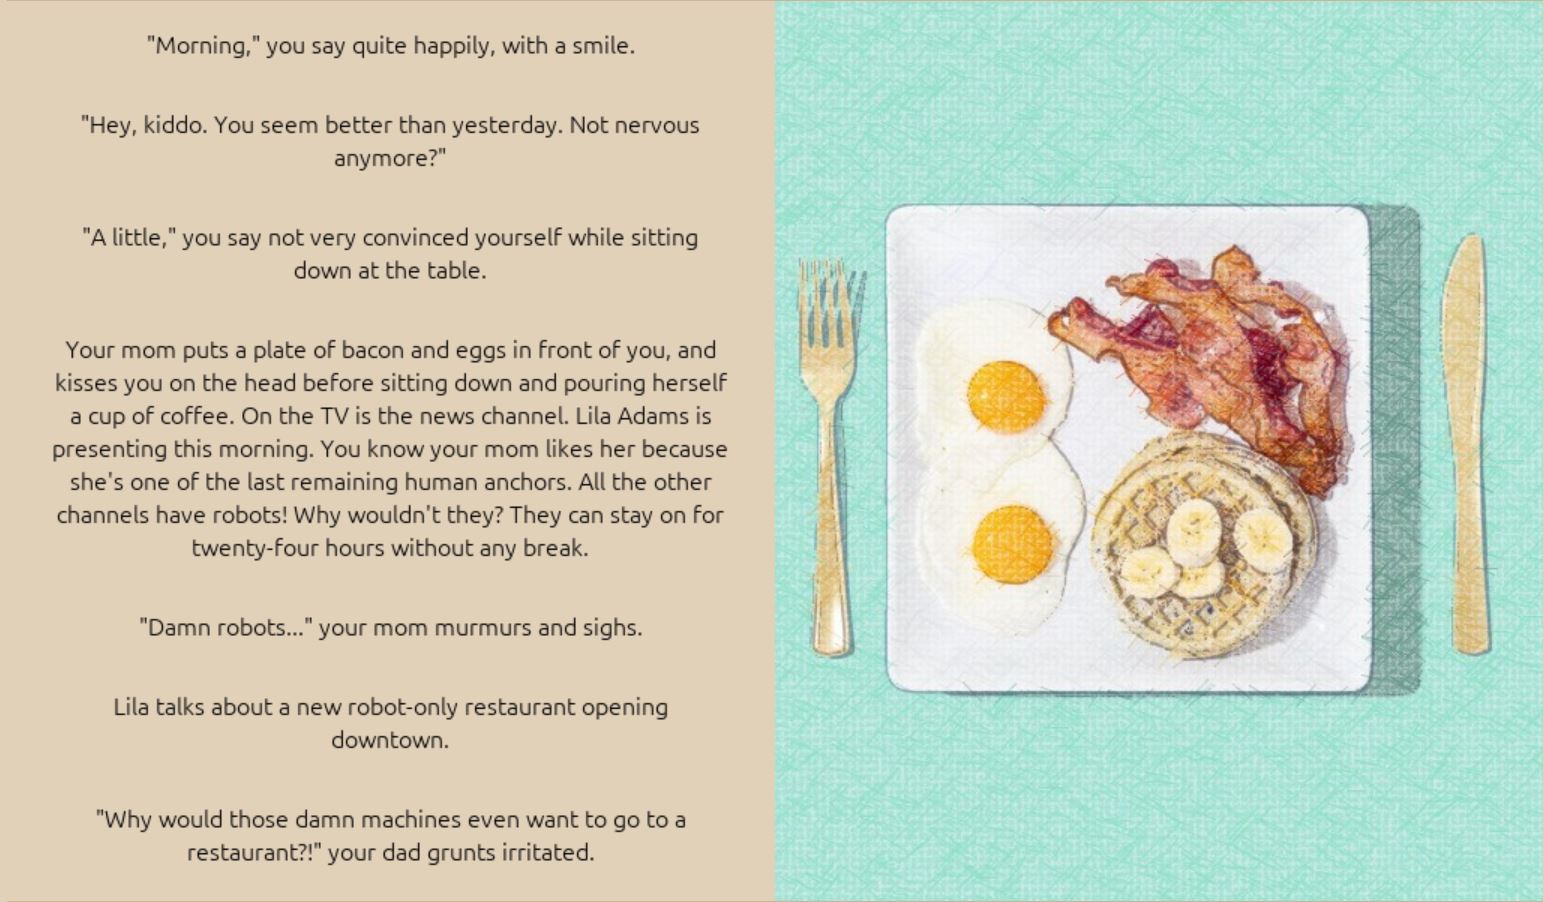 "Morning," you say quite happily, with a smile.
"Hey, kiddo. You seem better than yesterday. Not nervous
anymore?"
"A little," you say not very convinced yourself while sitting
down at the table.
Your mom puts a plate of bacon and eggs in front of you, and
kisses you on the head before sitting down and pouring herself
a cup of coffee. On the TV is the news channel. Lila Adams is
presenting this morning. You know your mom likes her because
she's one of the last remaining human anchors. All the other
channels have robots! Why wouldn't they? They can stay on for
twenty-four hours without any break.
"Damn robots..." your mom murmurs and sighs.
Lila talks about a new robot-only restaurant opening
downtown.
"Why would those damn machines even want to go to a
restaurant?!" your dad grunts irritated.